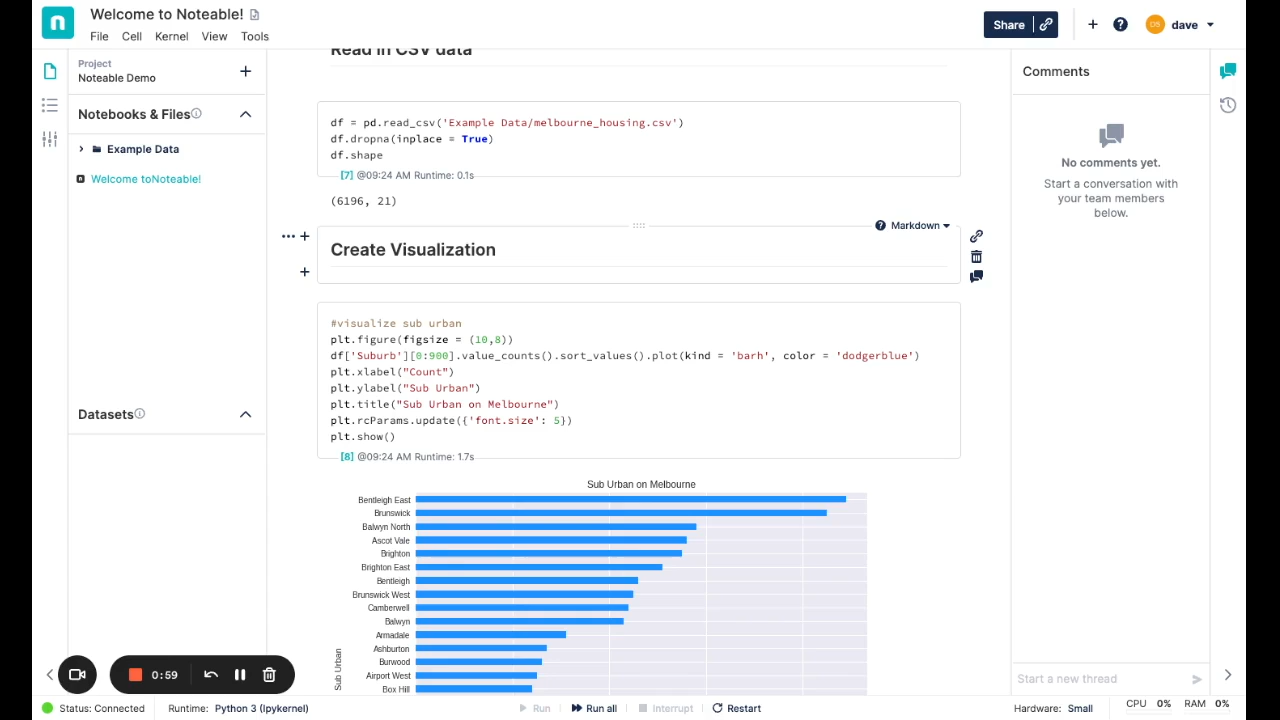 n
Welcome to Noteable!
File Cell Kernel View Tools
Share
?
DS
dave
Project
Noteable Demo
Notebooks & Files
Example Data
Welcome toNoteable!
Datasets
Read in CSV data
df = pd.read_csv('Example Data/melbourne_housing.csv')
df.dropna(inplace = True)
df.shape
[7] @09:24 AM Runtime: 0.1s
(6196, 21)
? Markdown
Create Visualization
#visualize sub urban
plt.figure(figsize = (10,8))
df['Suburb'][0:900].value_counts().sort_values().plot(kind = 'barh', color = 'dodgerblue')
plt.xlabel("Count")
plt.ylabel("Sub Urban")
plt.title("Sub Urban on Melbourne")
plt.rcParams.update({'font.size': 5})
plt.show()
[8] @09:24 AM Runtime: 1.7s
Sub Urban on Melbourne
Bentleigh East
Brunswick
Balwyn North
Ascot Vale
Brighton
Brighton East
Bentleigh
Brunswick West
Camberwell
Balwyn
Armadale
Ashburton
Burwood
Airport West
Box Hill
Sub Urban
Comments
No comments yet.
Start a conversation with
your team members
below.
Start a new thread
0:59
Status: Connected
Runtime: Python 3 (Ipykernel)
Run
Run all
Interrupt
Restart
Hardware: Small
CPU 0% RAM 0%